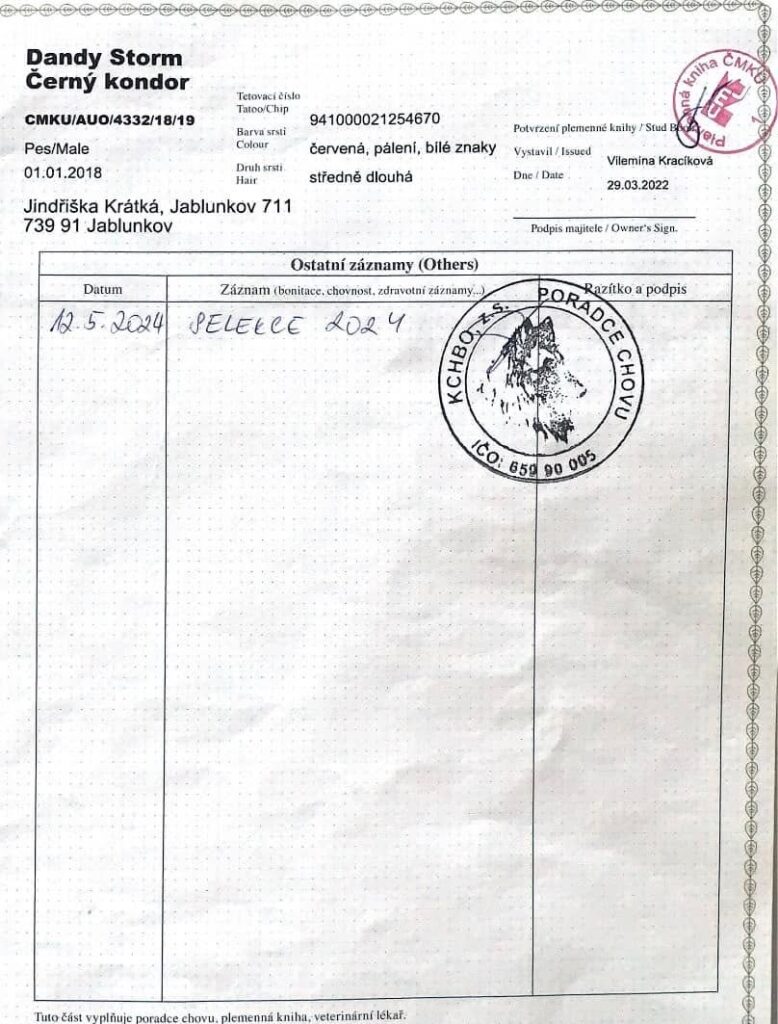 Dandy Storm
Černý kondor
CMKU/AUO/4332/18/19
Pes/Male
01.01.2018
Jindřiška Krátká, Jablunkov 711
739 91 Jablunkov
Tetovací číslo
Tatoo/Chip
941000021254670
Barva srsti
Colour
červená, pálení, bílé znaky
Druh srsti
Hair
středně dlouhá
Plemenná kniha ČMKU
1
Potvrzení plemenné knihy / Stud Book
Vystavil / Issued
Vilemína Kracíková
Dne / Date
29.03.2022
Podpis majitele / Owner's Sign.
Ostatní záznamy (Others)
Datum
Záznam (bonitace, chovnost, zdravotní záznamy...)
Razítko a podpis
12.5.2024 SELEKCE 2024
KCHBO, z.s. PORADCE CHOVU
IČO: 659 90 005
Tuto část vyplňuje poradce chovu, plemenná kniha, veterinární lékař.